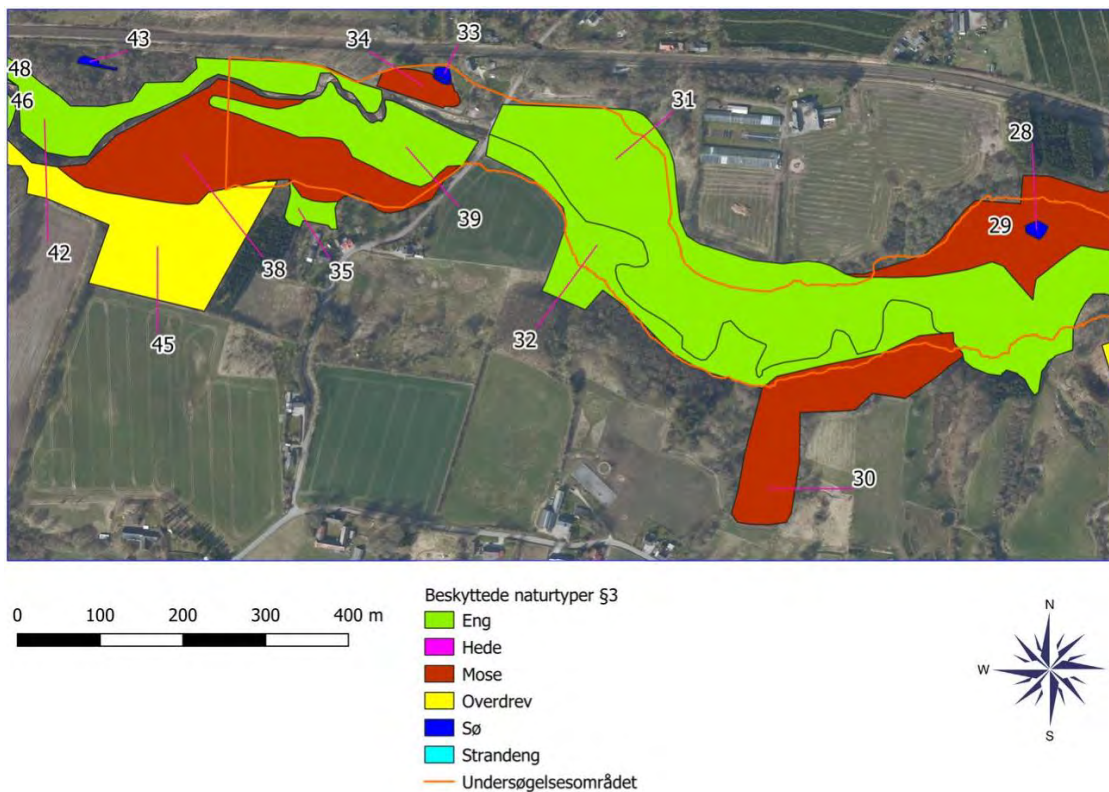 43
34
33
48
46
31
28
39
29
42
38
35
32
45
30
0 100 200 300 400 m
Beskyttede naturtyper §3
Eng
Hede
Mose
Overdrev
Sø
Strandeng
Undersøgelsesområdet
N
W
E
S